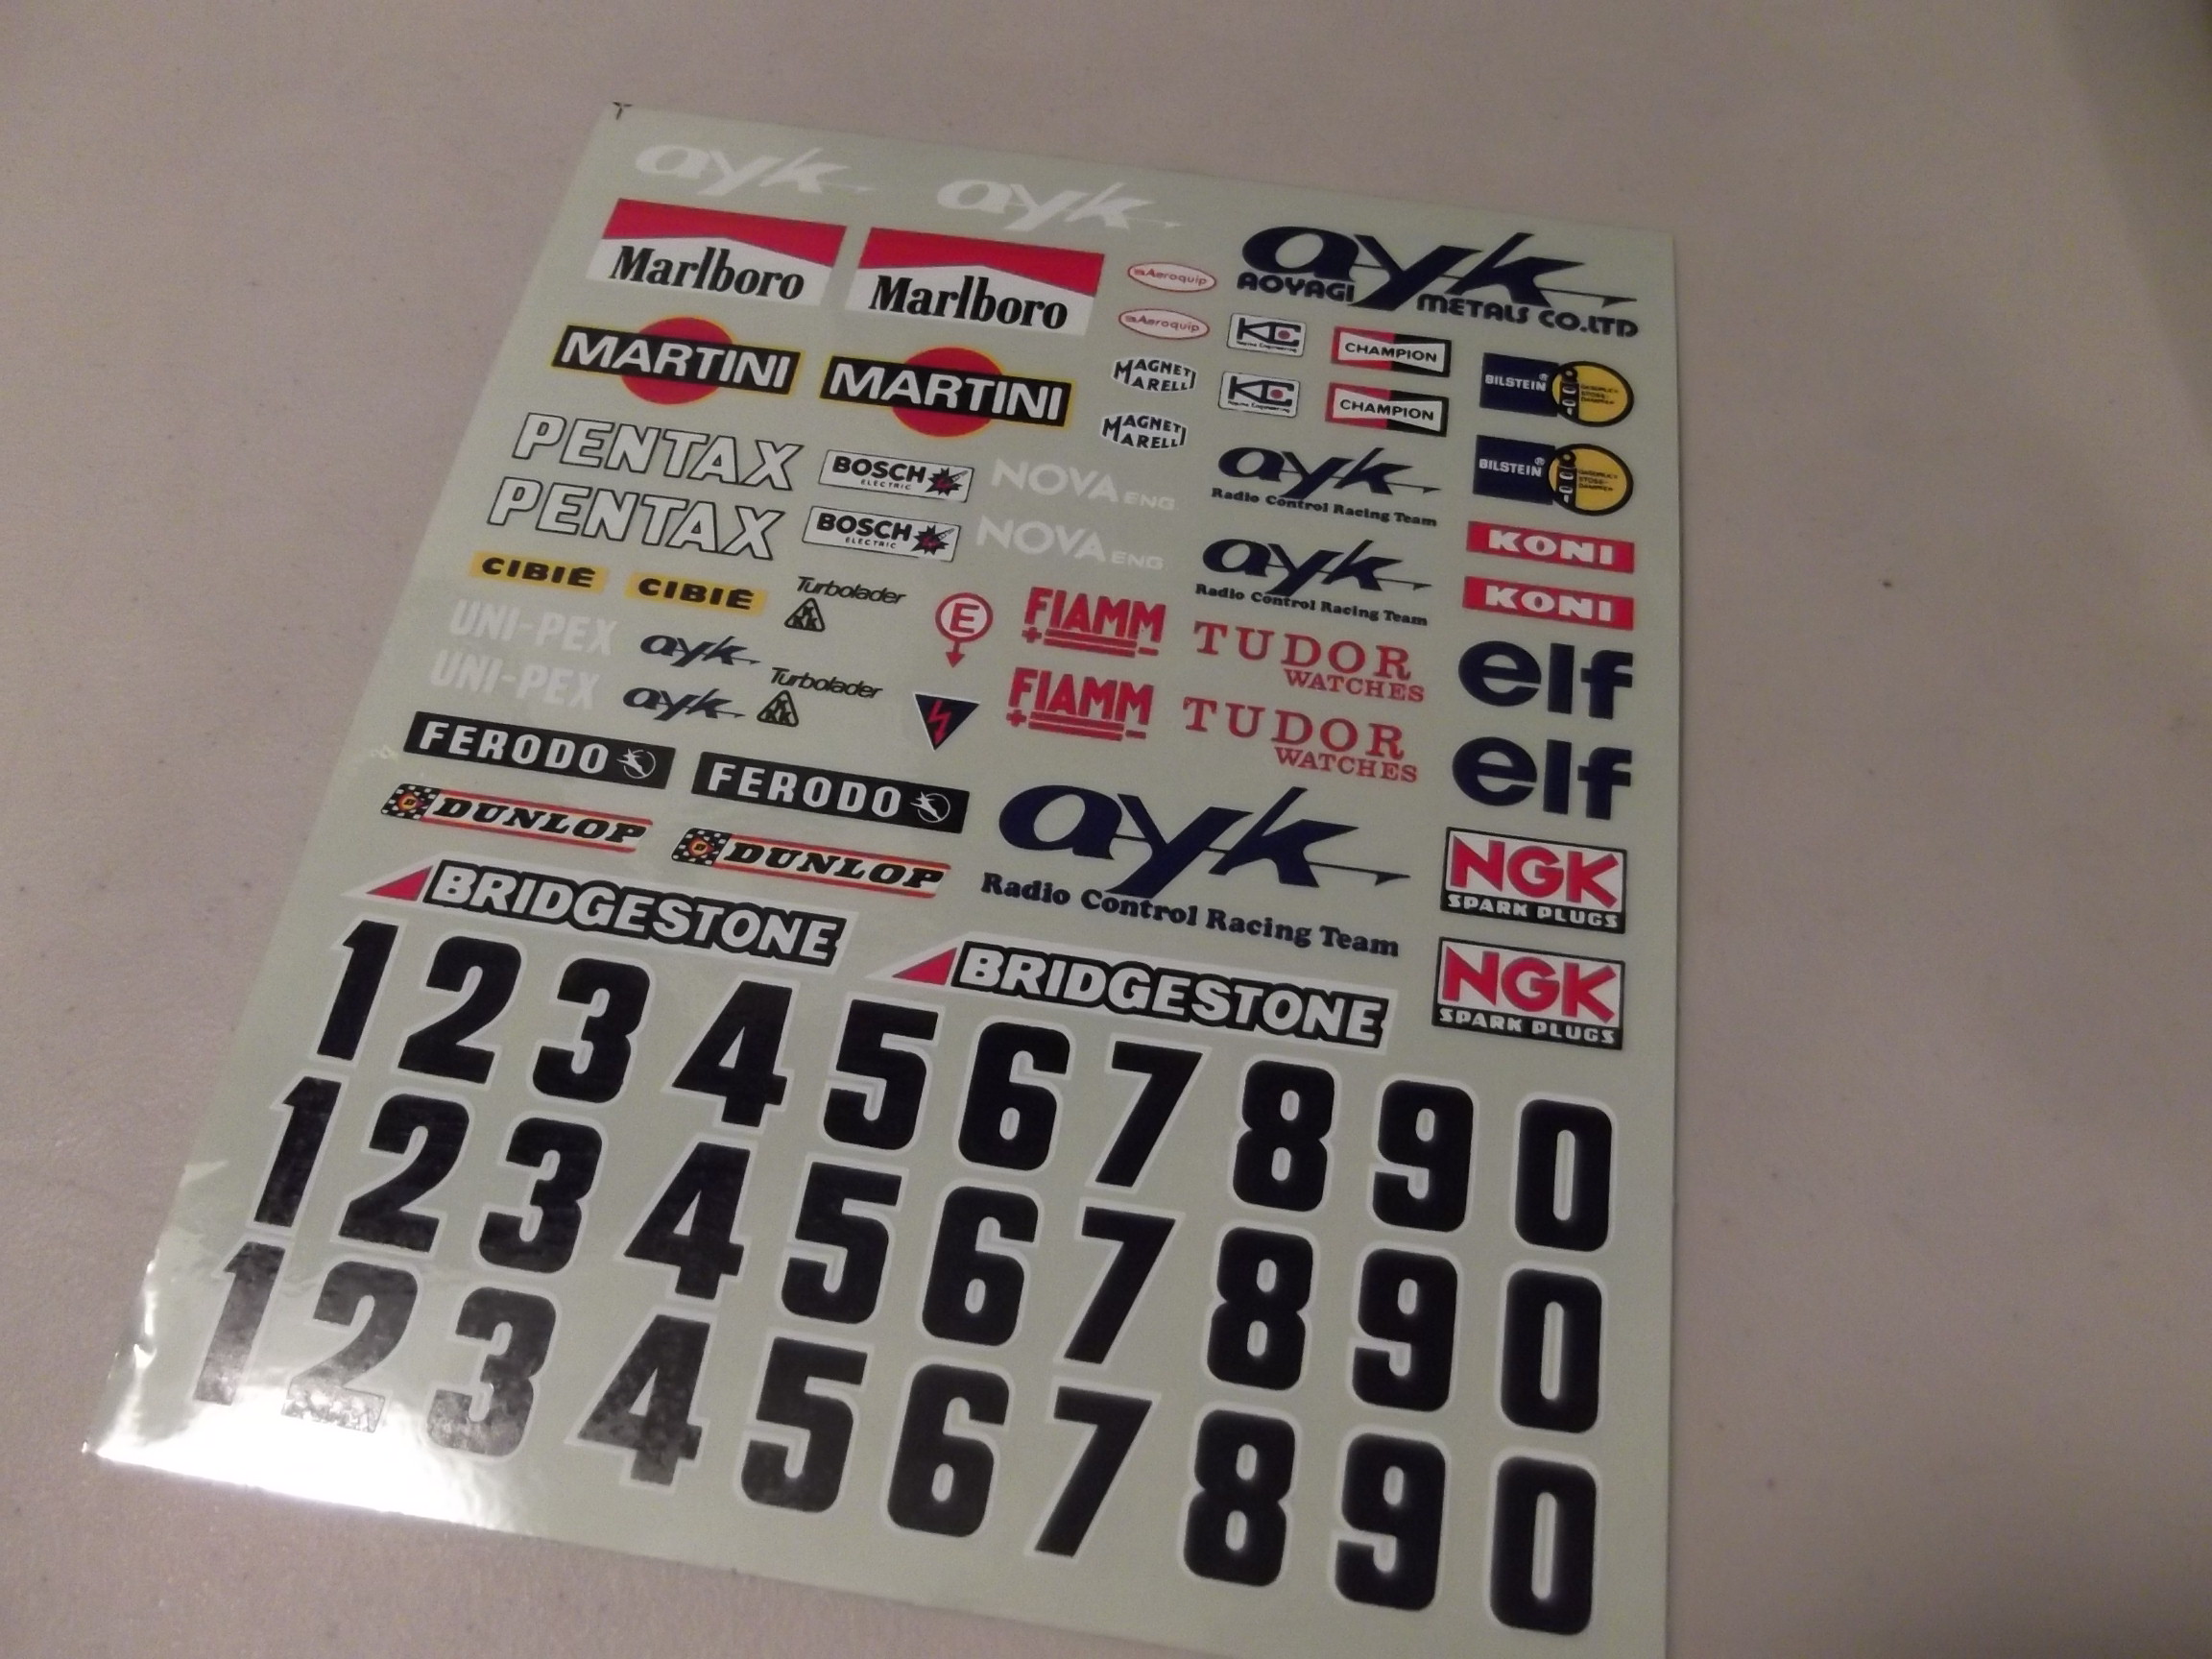 ayk
ayk
Marlboro
Marlboro
Aeroquip
ayk
AOYAGI METALS CO.LTD
Aeroquip
KE
CHAMPION
MARTINI
MARTINI
MAGNETI MARELLI
KE
CHAMPION
BILSTEIN
MAGNETI MARELLI
PENTAX
BOSCH
ELECTRIC
NOVA ENG
ayk
Radio Control Racing Team
BILSTEIN
PENTAX
BOSCH
ELECTRIC
NOVA ENG
ayk
Radio Control Racing Team
KONI
KONI
CIBIÉ
CIBIÉ
Turbolader
KKK
E
FIAMM
TUDOR
WATCHES
elf
UNI-PEX
ayk
UNI-PEX
ayk
Turbolader
KKK
FIAMM
TUDOR
WATCHES
elf
FERODO
FERODO
DUNLOP
DUNLOP
ayk
Radio Control Racing Team
NGK
SPARK PLUGS
BRIDGESTONE
BRIDGESTONE
NGK
SPARK PLUGS
1 2 3 4 5 6 7 8 9 0
1 2 3 4 5 6 7 8 9 0
1 2 3 4 5 6 7 8 9 0